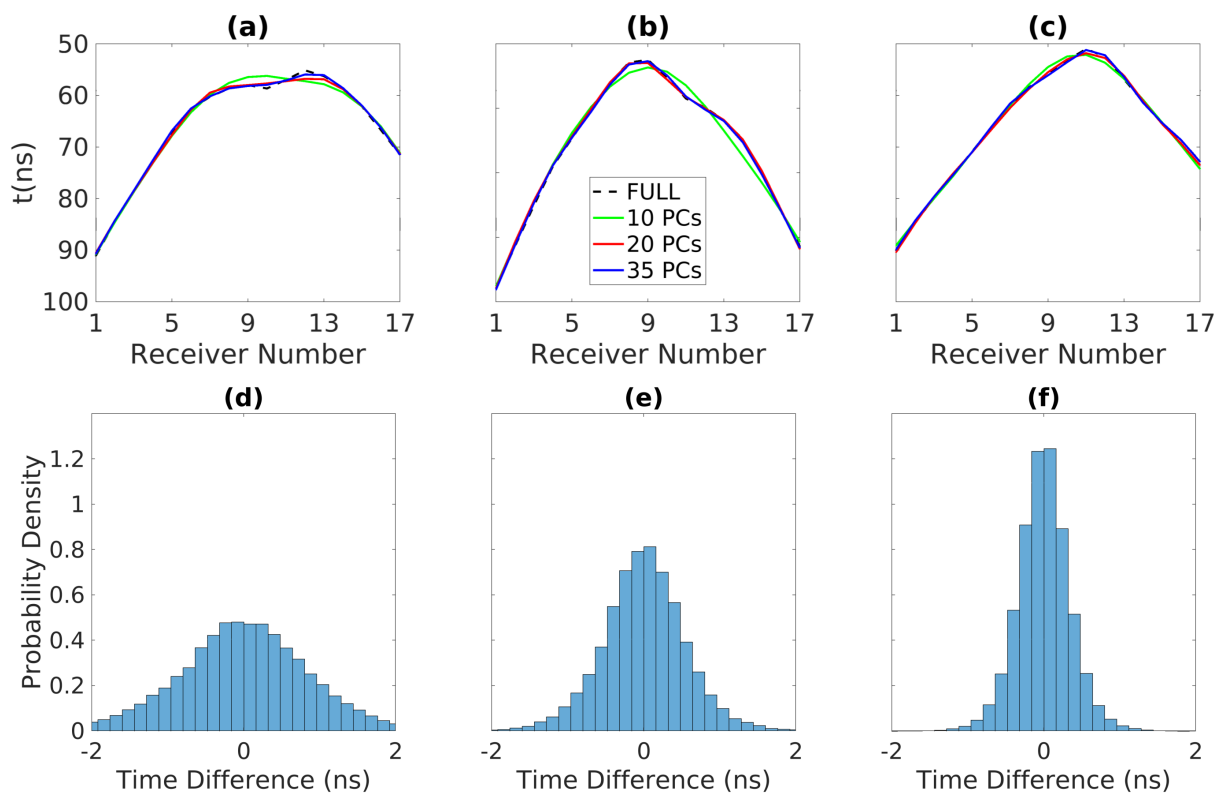 (a) (b) (c)
t(ns)
50
60
70
80
90
100
FULL
10 PCs
20 PCs
35 PCs
1 5 9 13 17 1 5 9 13 17 1 5 9 13 17
Receiver Number Receiver Number Receiver Number
(d) (e) (f)
Probability Density
1.2
1
0.8
0.6
0.4
0.2
0
-2 0 2 -2 0 2 -2 0 2
Time Difference (ns) Time Difference (ns) Time Difference (ns)